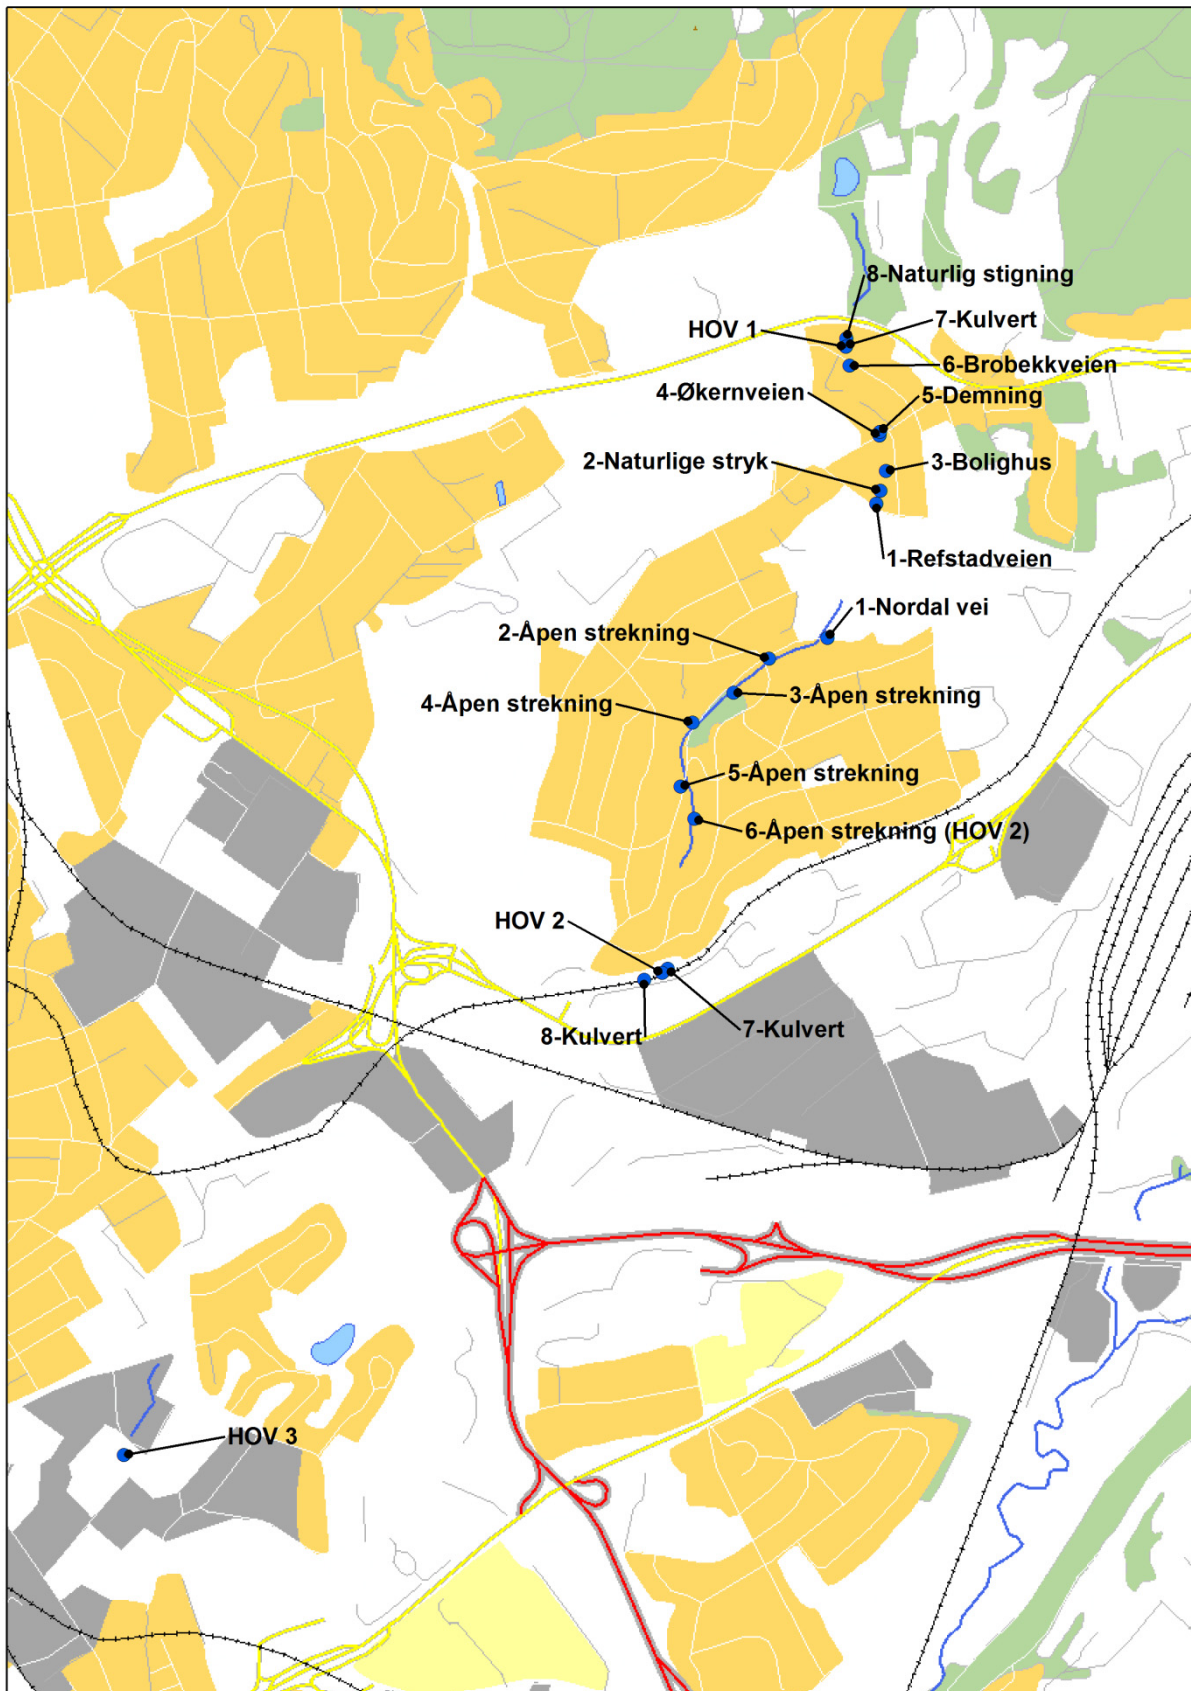 8-Naturlig stigning
7-Kulvert
HOV 1
6-Brobekkveien
4-Økernveien
5-Demning
2-Naturlige stryk
3-Bolighus
1-Refstadveien
1-Nordal vei
2-Åpen strekning
3-Åpen strekning
4-Åpen strekning
5-Åpen strekning
6-Åpen strekning (HOV 2)
HOV 2
7-Kulvert
8-Kulvert
HOV 3